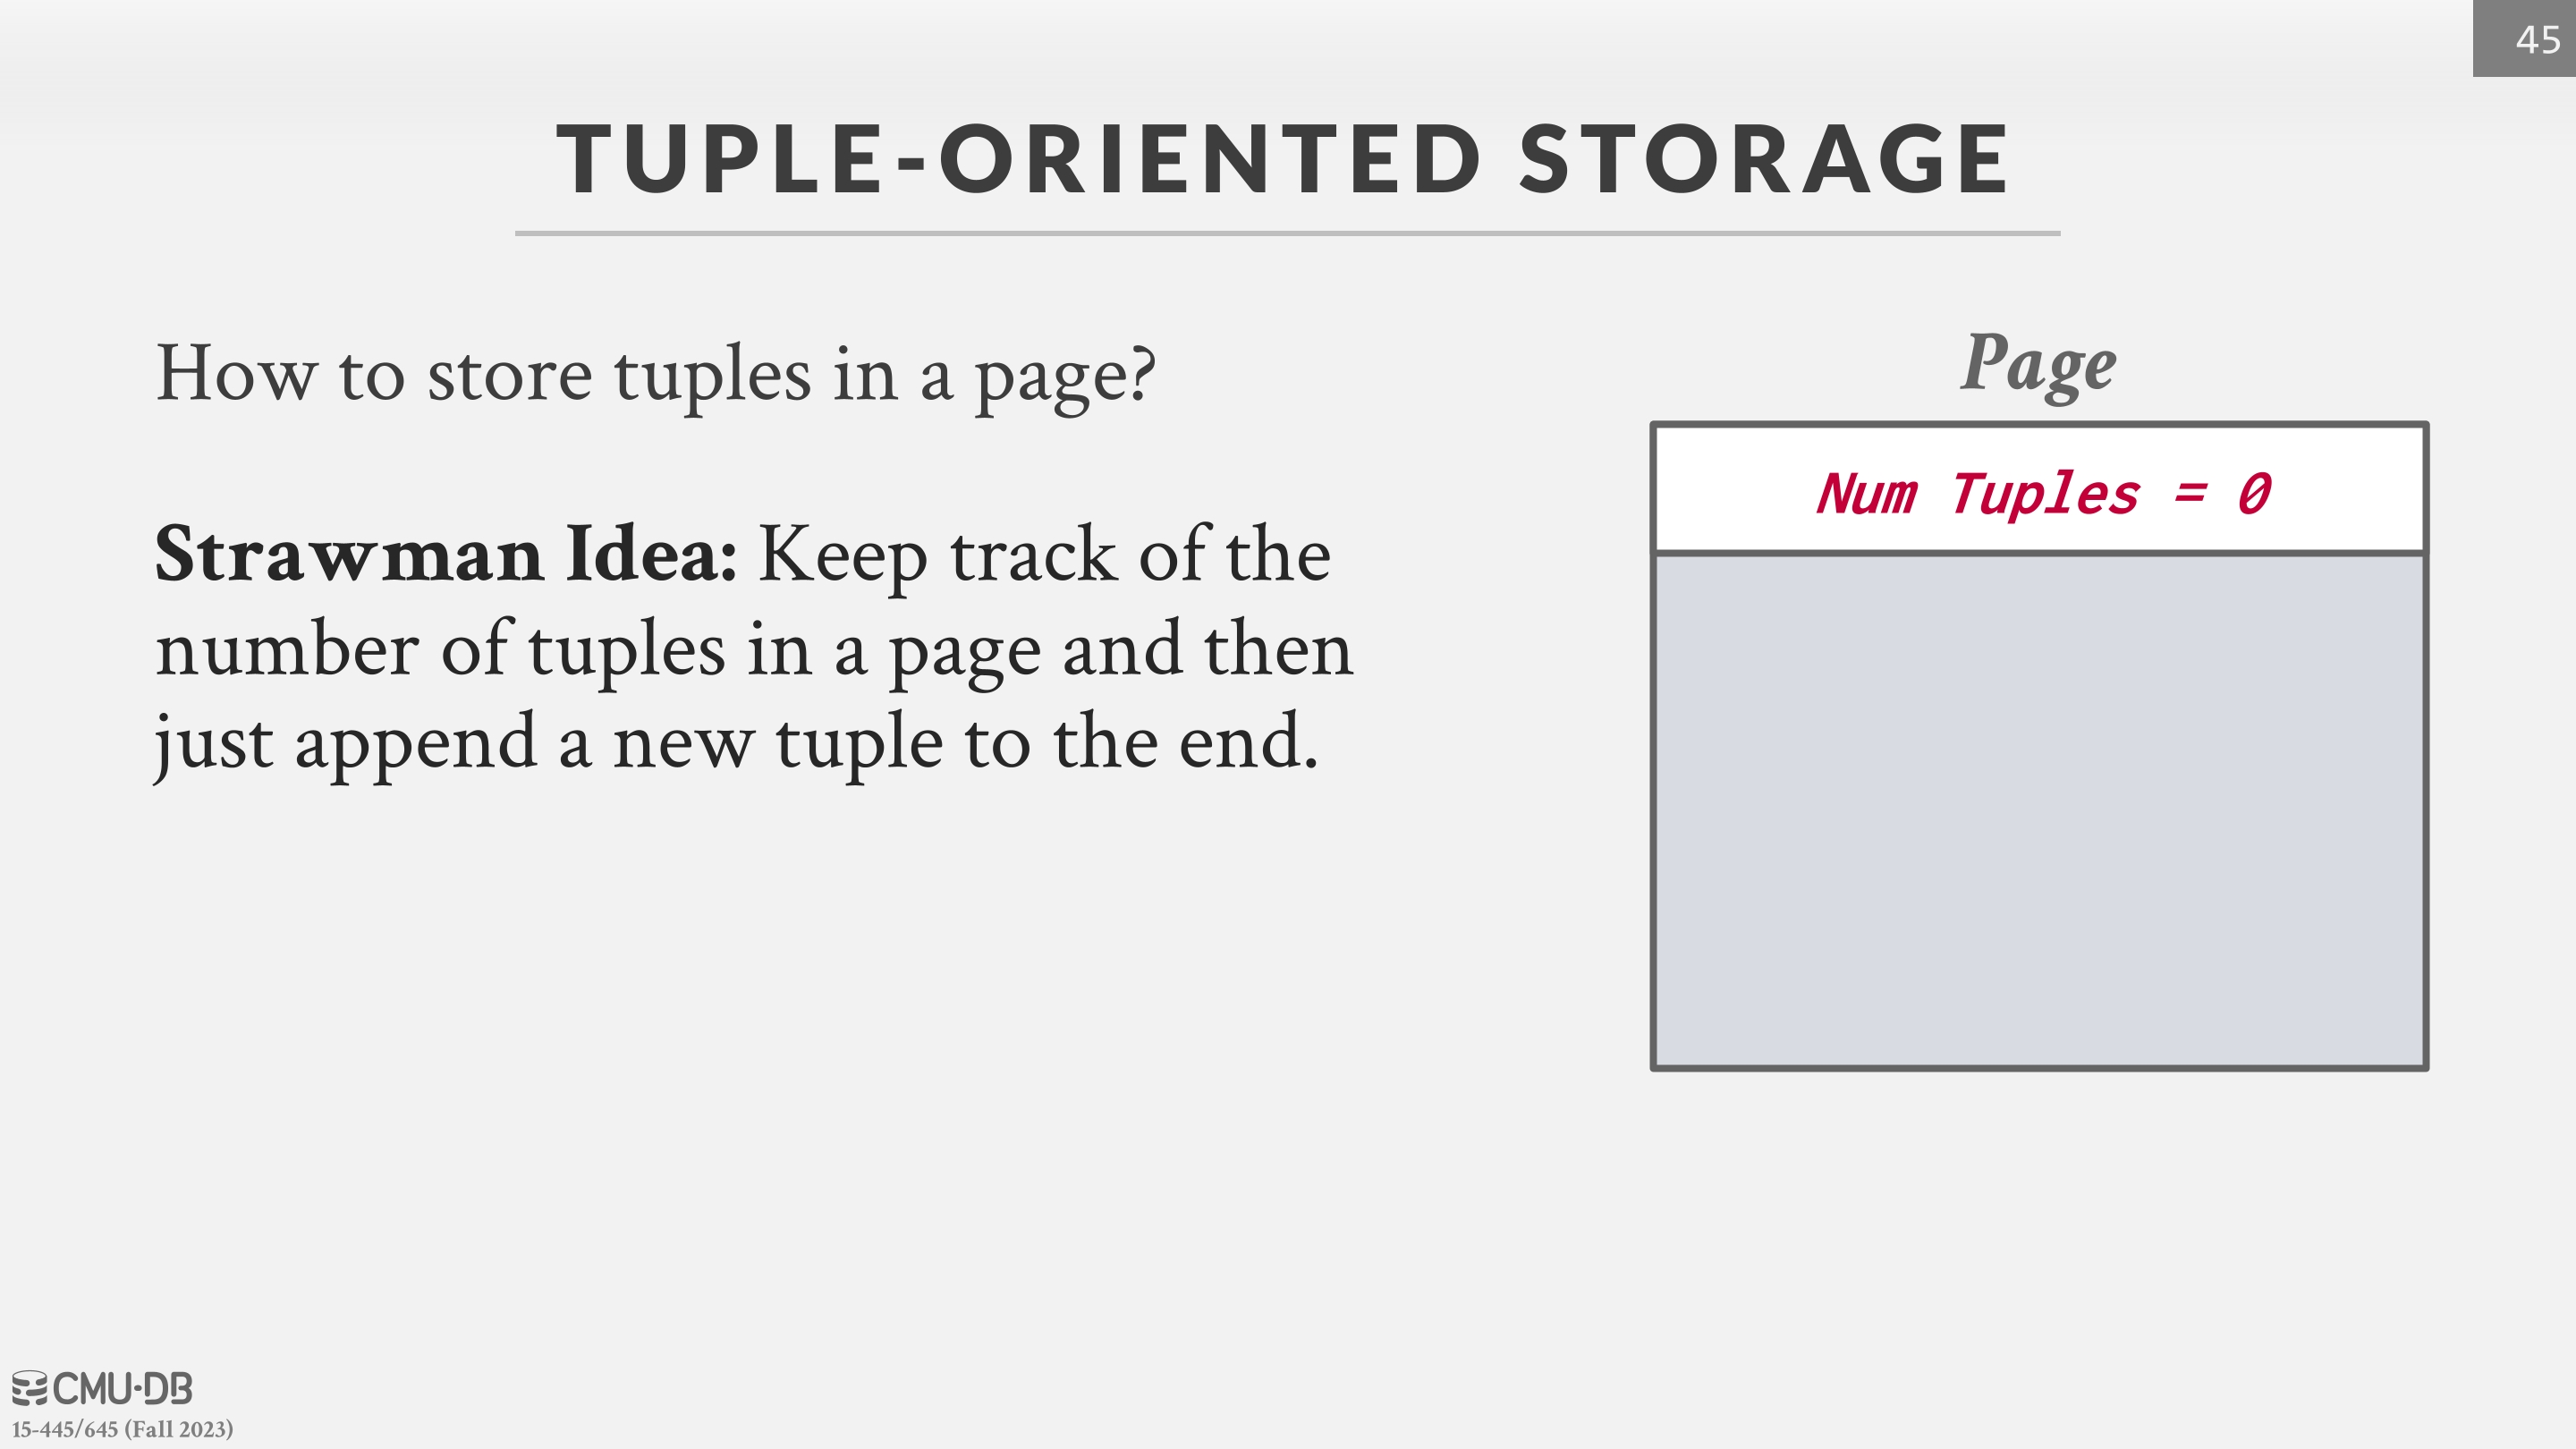 45
TUPLE-ORIENTED STORAGE
How to store tuples in a page?
Strawman Idea: Keep track of the
number of tuples in a page and then
just append a new tuple to the end.
Page
Num Tuples = 0
CMU·DB
15-445/645 (Fall 2023)